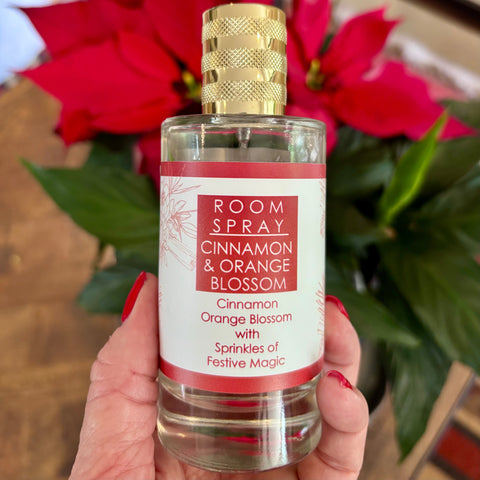 ROOM
SPRAY
CINNAMON
& ORANGE
BLOSSOM
Cinnamon
Orange Blossom
with
Sprinkles of
Festive Magic